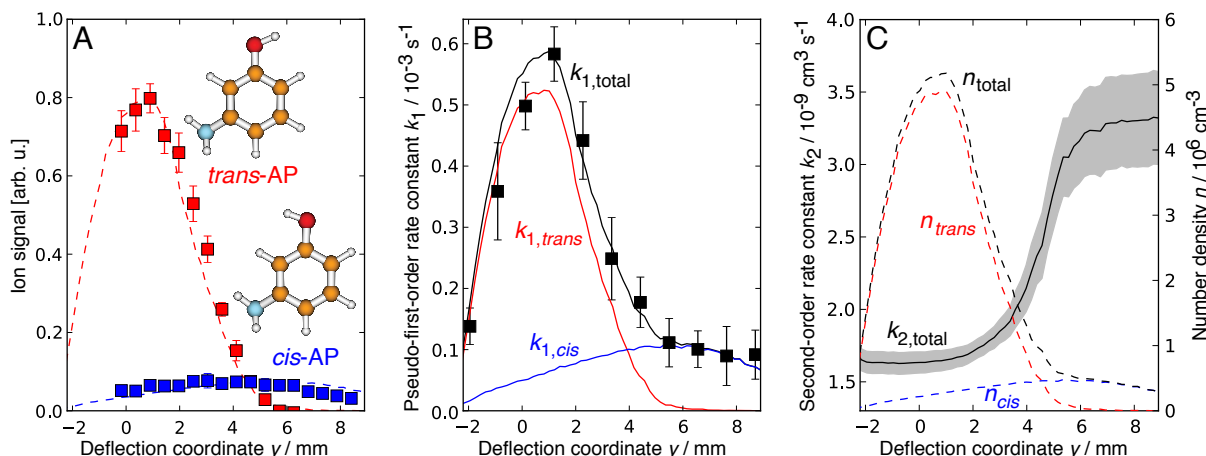 A
Ion signal [arb. u.]
1.0
0.8
0.6
0.4
0.2
0.0
trans-AP
cis-AP
−2 0 2 4 6 8
Deflection coordinate y / mm
B
Pseudo-first-order rate constant k₁ / 10⁻³ s⁻¹
0.6
0.5
0.4
0.3
0.2
0.1
0.0
k₁,total
k₁,trans
k₁,cis
−2 0 2 4 6 8
Deflection coordinate y / mm
C
Second-order rate constant k₂ / 10⁻⁹ cm³ s⁻¹
4.0
3.5
3.0
2.5
2.0
1.5
n_total
n_trans
k₂,total
n_cis
6
5
4
3
2
1
0
Number density n / 10⁶ cm⁻³
−2 0 2 4 6 8
Deflection coordinate y / mm